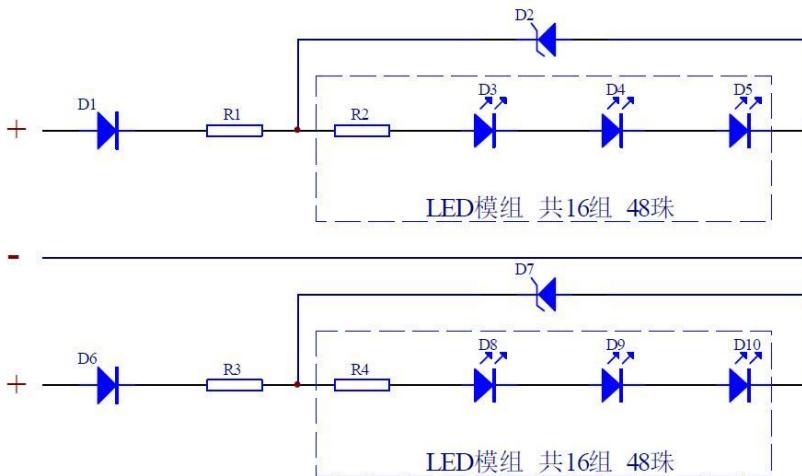 D2
D1 R1 R2 D3 D4 D5
+
LED模组 共16组 48珠
-
D7
D6 R3 R4 D8 D9 D10
+
LED模组 共16组 48珠